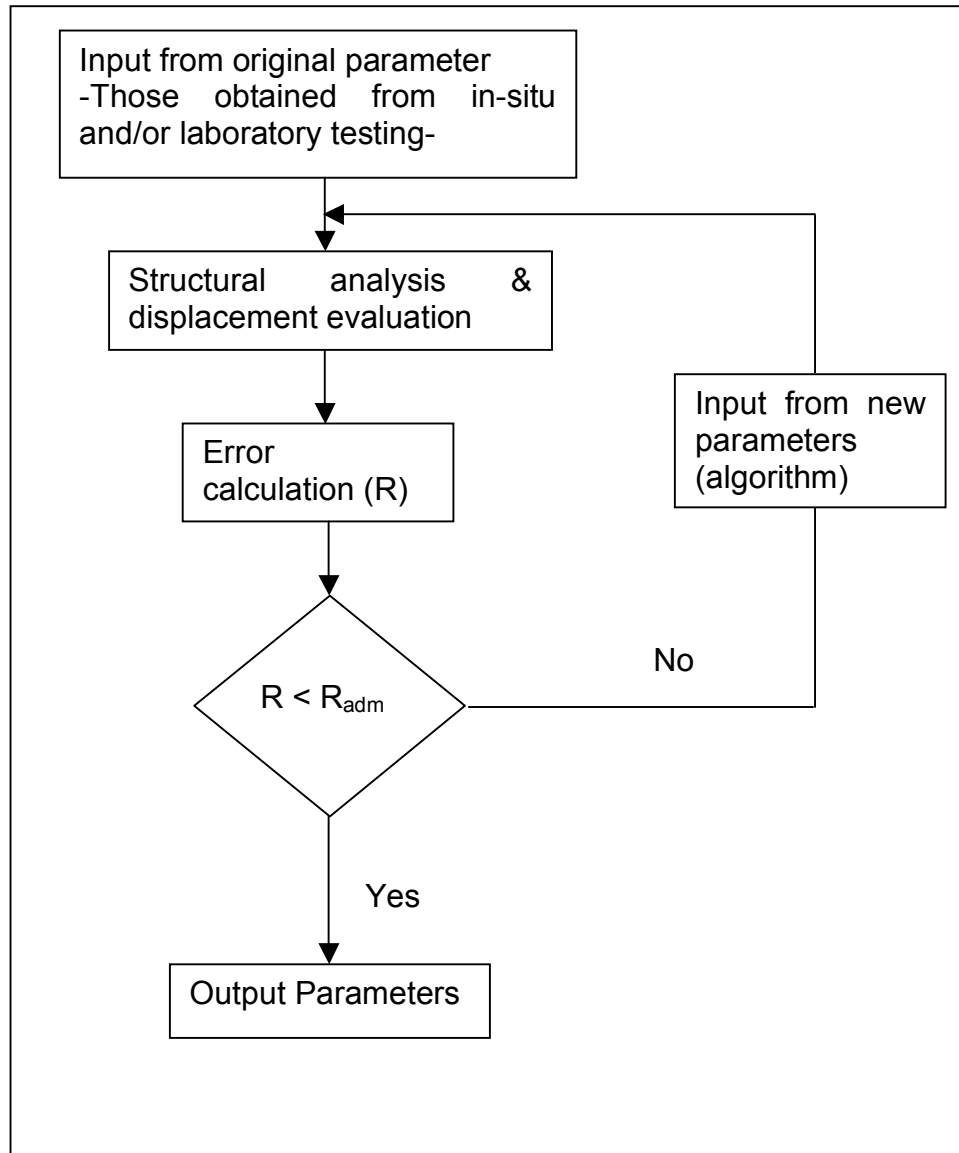 Input from original parameter
-Those obtained from in-situ
and/or laboratory testing-
Structural analysis &
displacement evaluation
Input from new
parameters
(algorithm)
Error
calculation (R)
No
R < Radm
Yes
Output Parameters